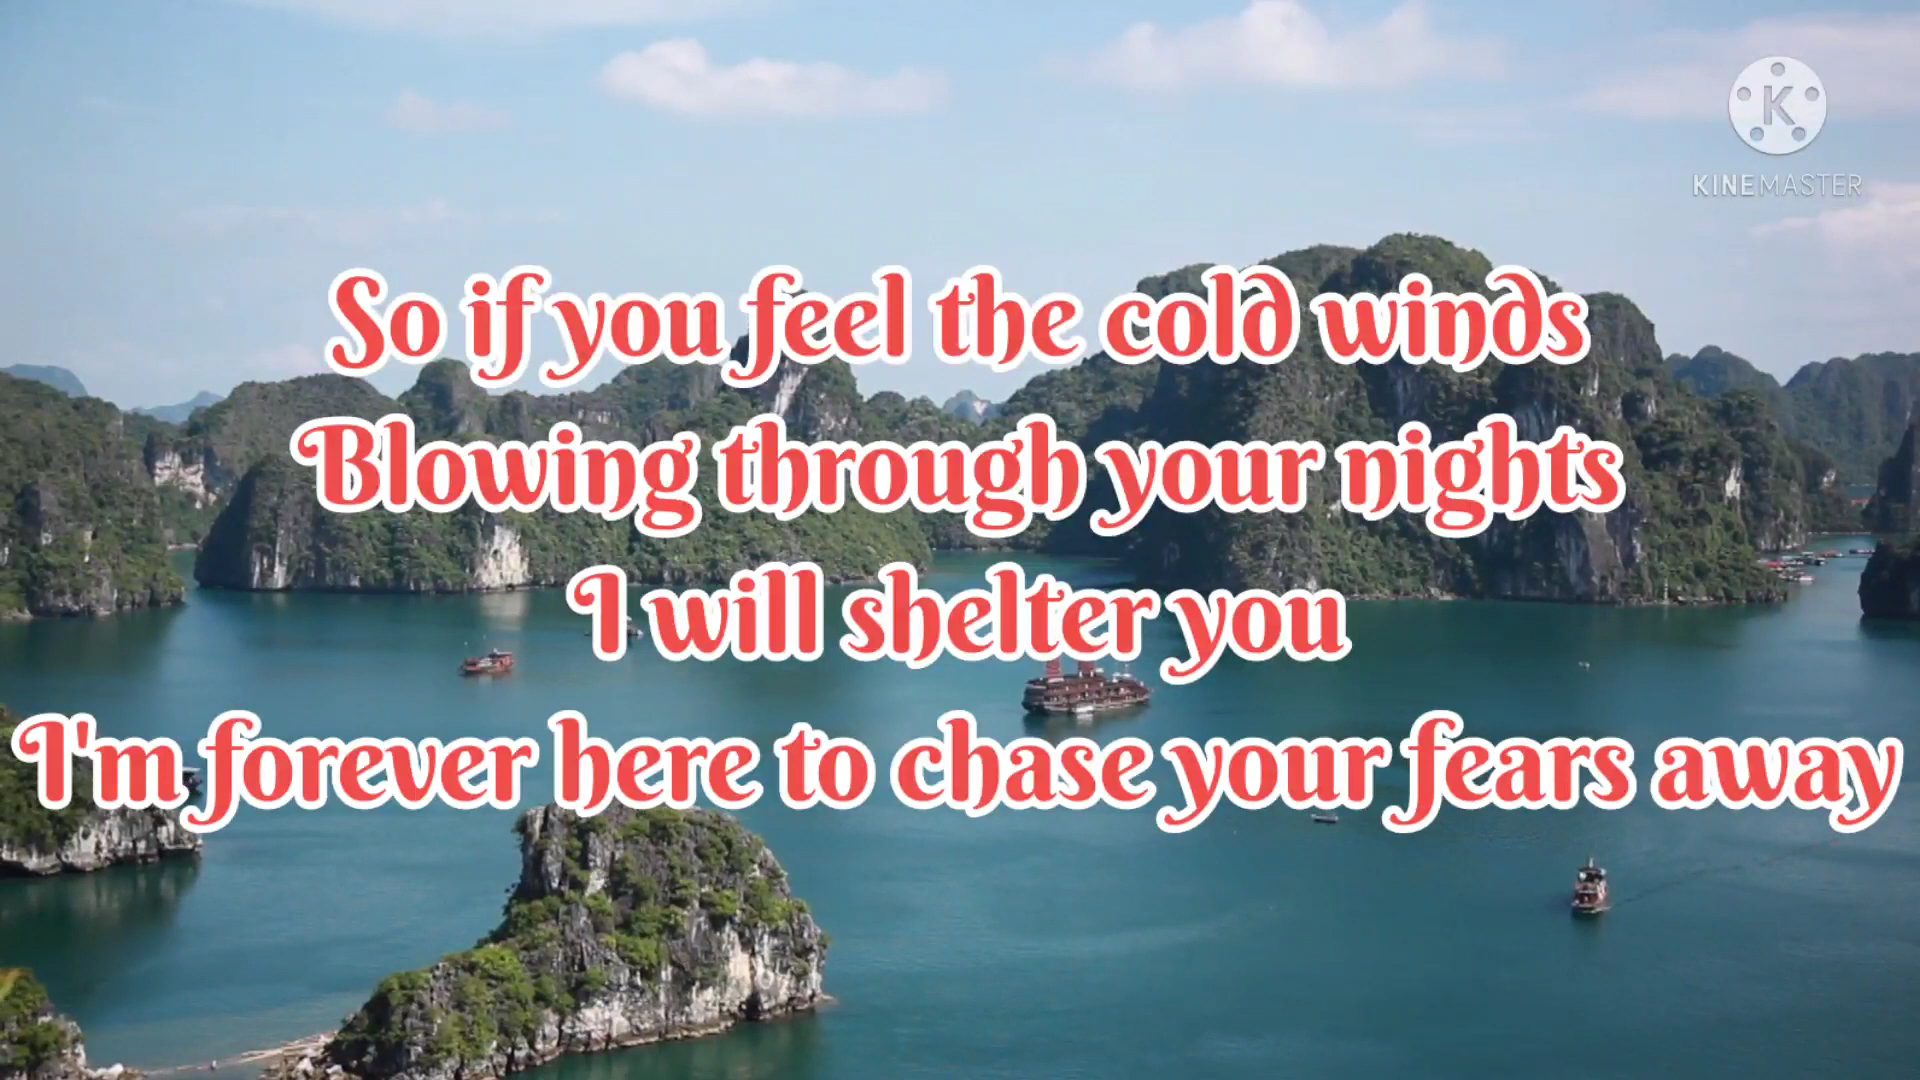 K
KINEMASTER
So if you feel the cold winds
Blowing through your nights
I will shelter you
I'm forever here to chase your fears away